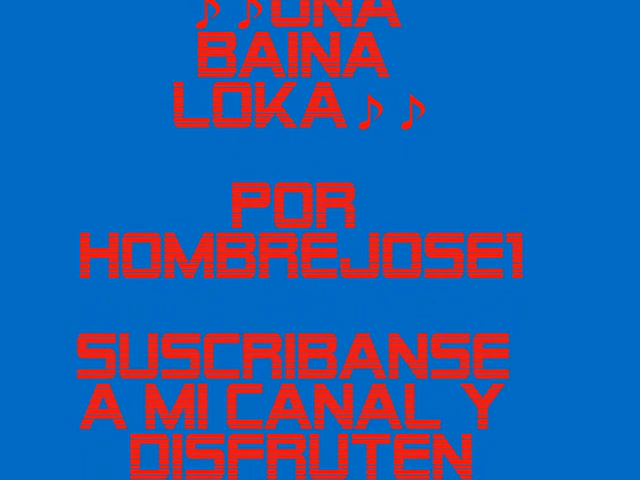 ♪♪UNA
BAINA
LOKA♪♪
POR
HOMBREJOSE1
SUSCRIBANSE
A MI CANAL Y
DISFRUTEN